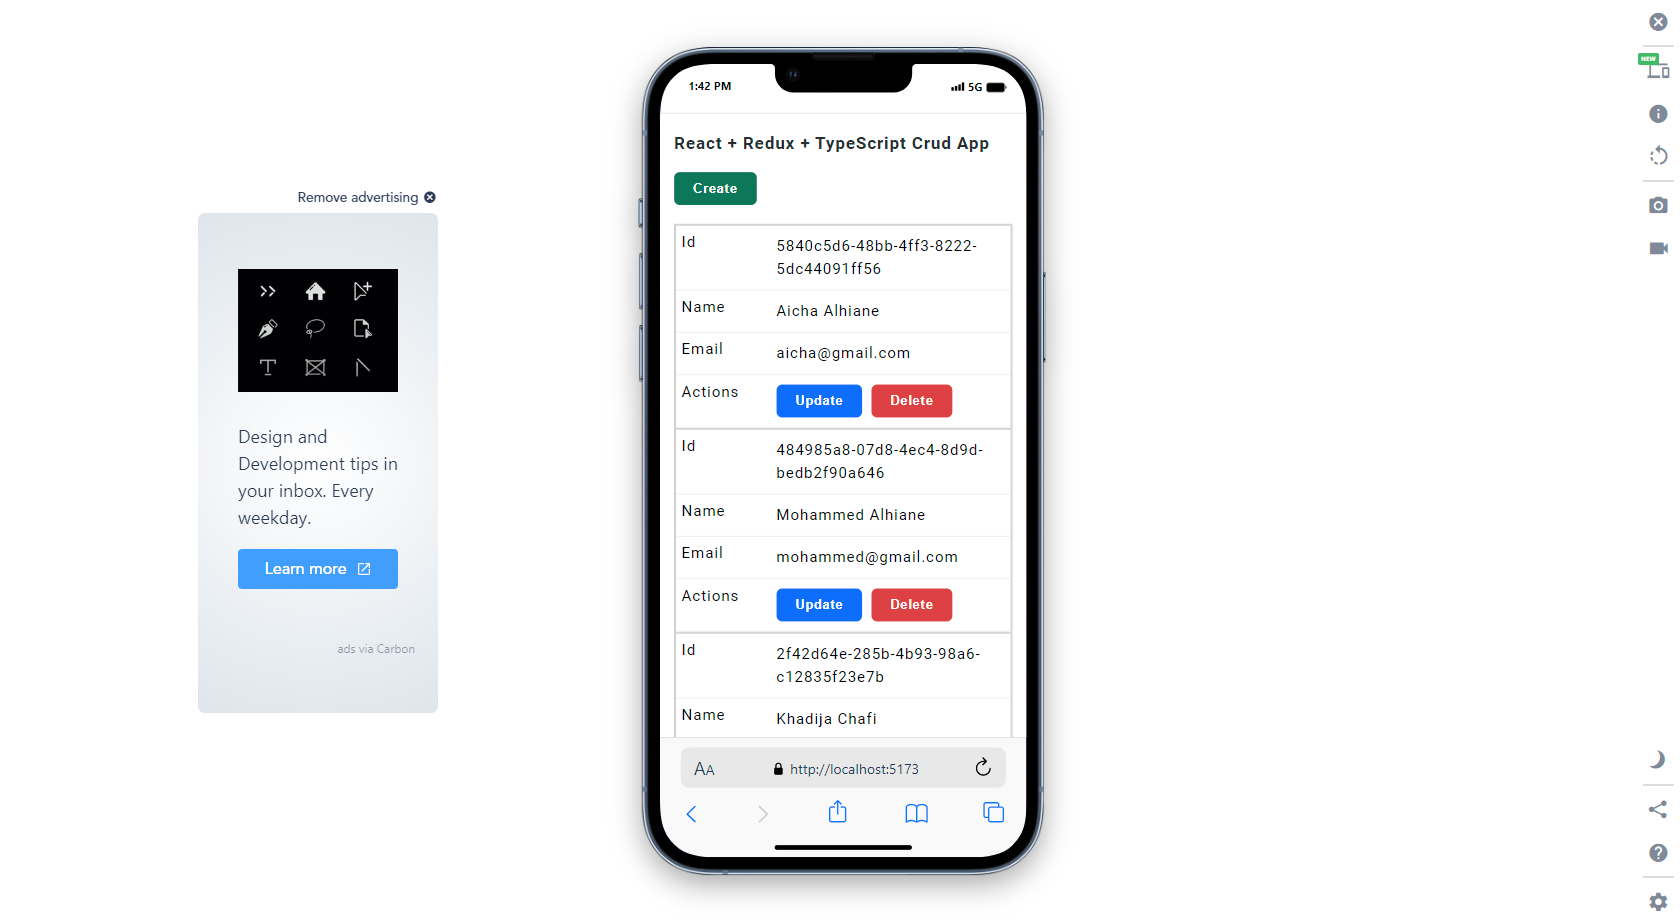 Remove advertising
Design and
Development tips in
your inbox. Every
weekday.
Learn more
ads via Carbon
1:42 PM
5G
React + Redux + TypeScript Crud App
Create
Id
5840c5d6-48bb-4ff3-8222-
5dc44091ff56
Name
Aicha Alhiane
Email
aicha@gmail.com
Actions
Update Delete
Id
484985a8-07d8-4ec4-8d9d-
bedb2f90a646
Name
Mohammed Alhiane
Email
mohammed@gmail.com
Actions
Update Delete
Id
2f42d64e-285b-4b93-98a6-
c12835f23e7b
Name
Khadija Chafi
AA
http://localhost:5173
NEW